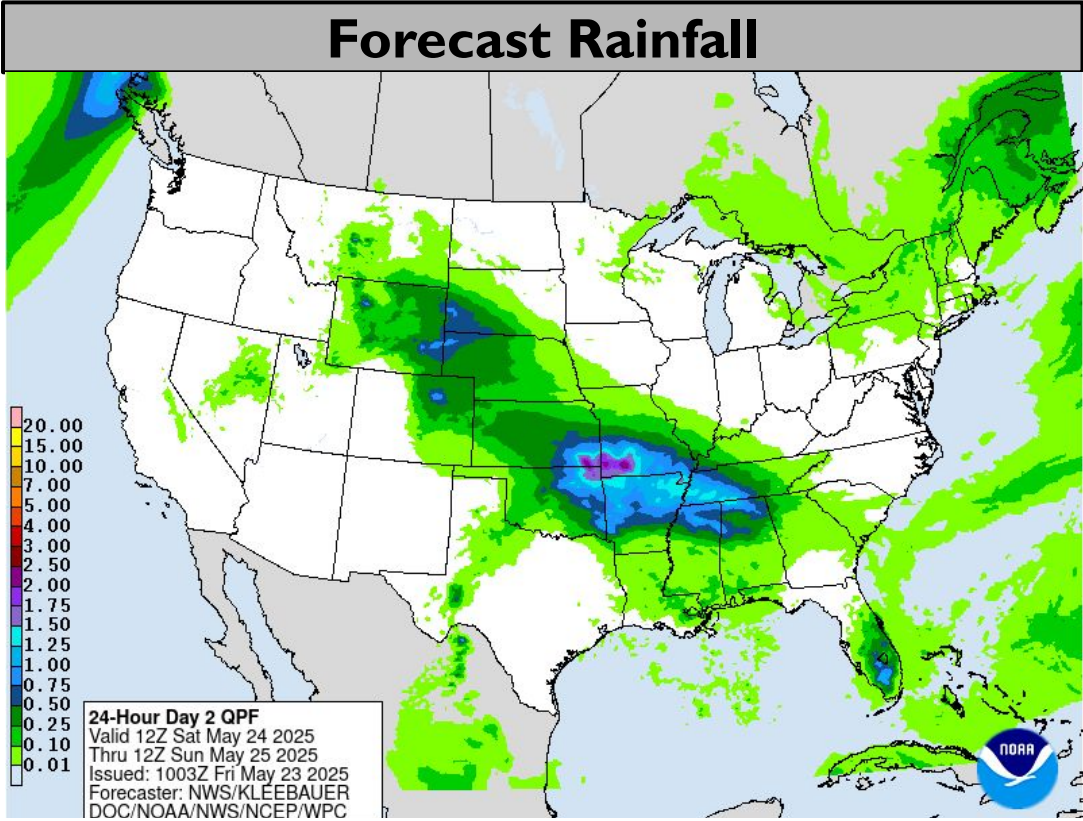 Forecast Rainfall
20.00
15.00
10.00
7.00
5.00
4.00
3.00
2.50
2.00
1.75
1.50
1.25
1.00
0.75
0.50
0.25
0.10
0.01
24-Hour Day 2 QPF
Valid 12Z Sat May 24 2025
Thru 12Z Sun May 25 2025
Issued: 1003Z Fri May 23 2025
Forecaster: NWS/KLEEBAUER
DOC/NOAA/NWS/NCEP/WPC
NOAA